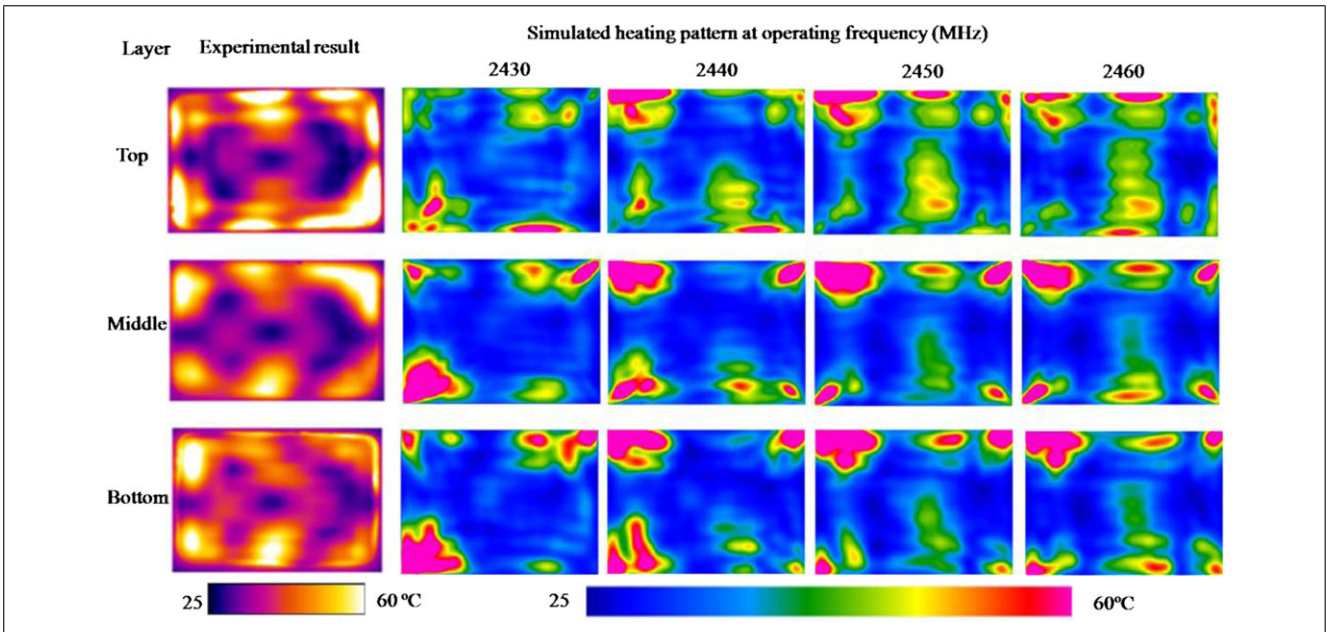 Simulated heating pattern at operating frequency (MHz)
Layer Experimental result
2430 2440 2450 2460
Top
Middle
Bottom
25 60 ºC 25 60ºC